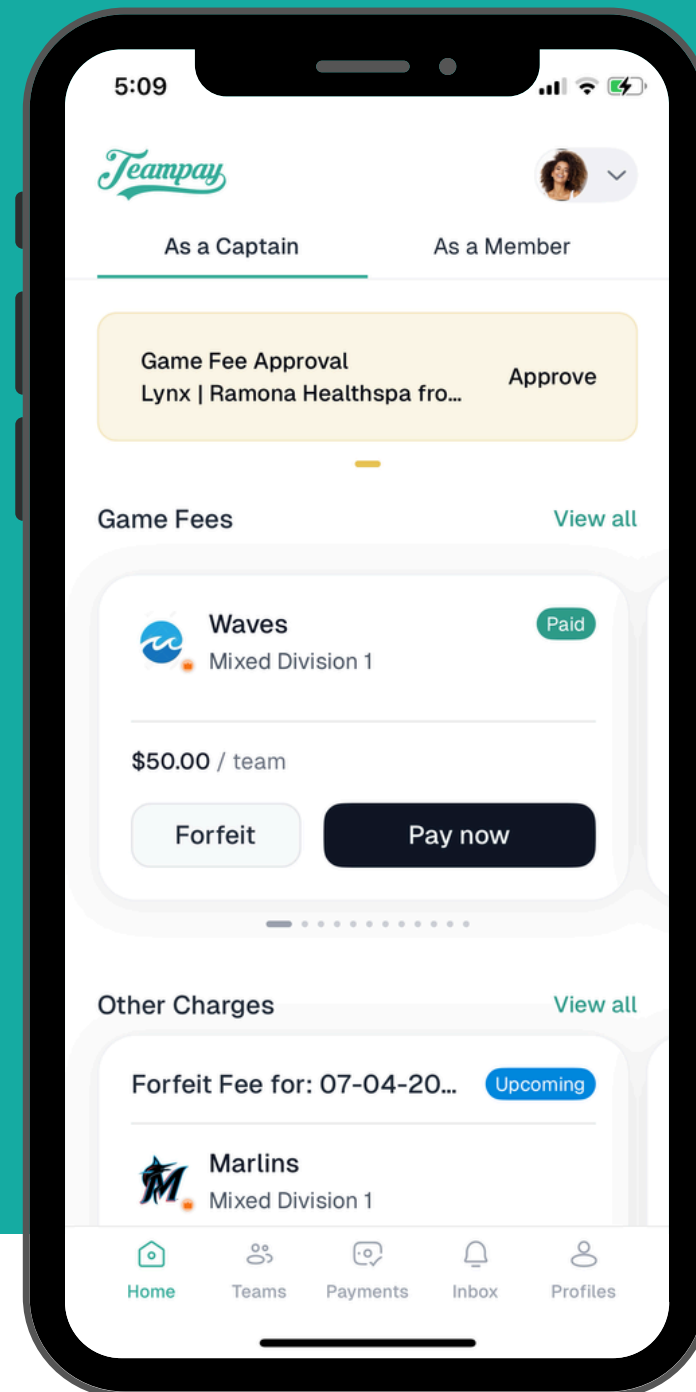 5:09
Teampay
As a Captain
As a Member
Game Fee Approval
Lynx | Ramona Healthspa fro...
Approve
Game Fees
View all
Waves
Paid
Mixed Division 1
$50.00 / team
Forfeit
Pay now
Other Charges
View all
Forfeit Fee for: 07-04-20...
Upcoming
Marlins
Mixed Division 1
Home
Teams
Payments
Inbox
Profiles